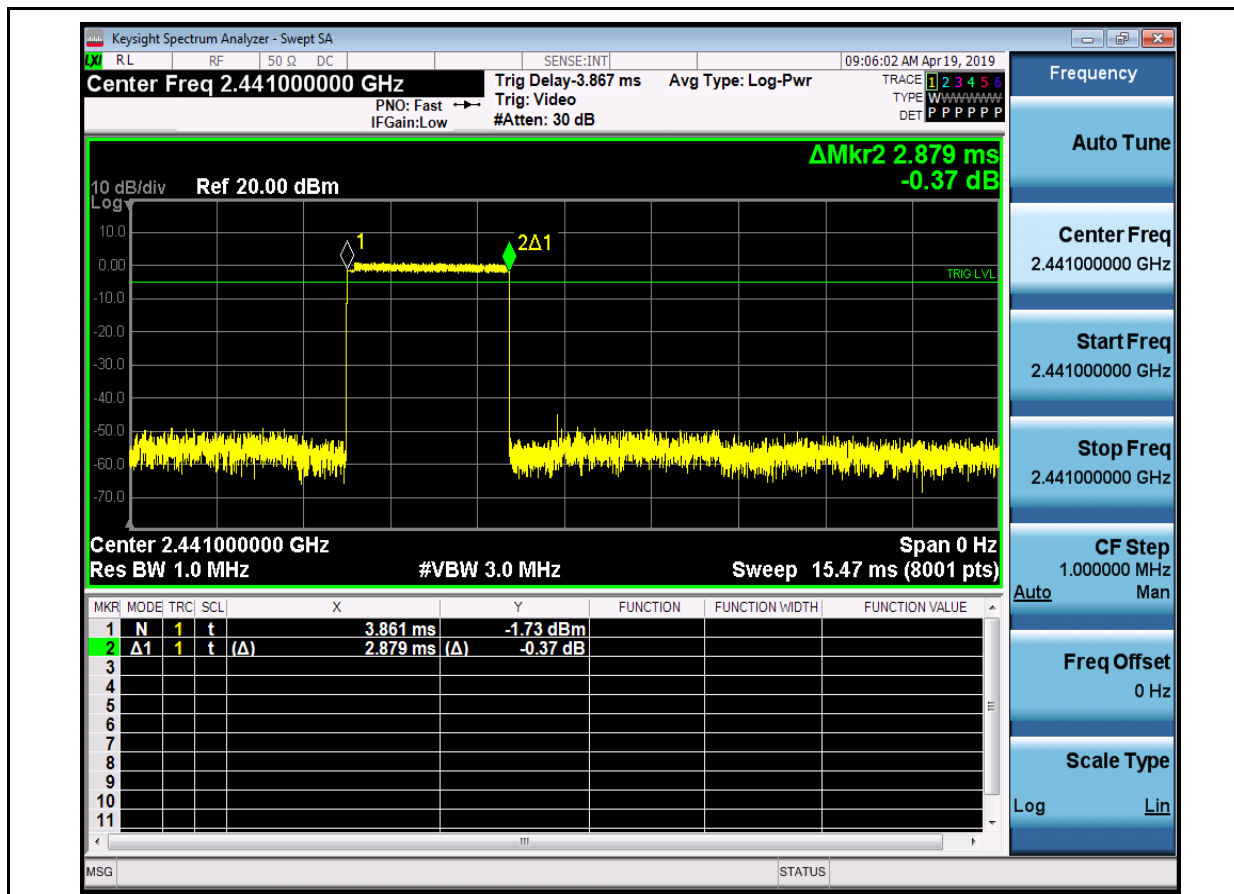 Keysight Spectrum Analyzer - Swept SA
LXI RL RF 50 Ω DC SENSE:INT 09:06:02 AM Apr 19, 2019
Center Freq 2.441000000 GHz
PNO: Fast
IFGain:Low
Trig Delay-3.867 ms
Trig: Video
#Atten: 30 dB
Avg Type: Log-Pwr
TRACE 1 2 3 4 5 6
TYPE WWWWWW
DET P P P P P P
ΔMkr2 2.879 ms
-0.37 dB
10 dB/div Ref 20.00 dBm
Log
10.0
0.00
-10.0
-20.0
-30.0
-40.0
-50.0
-60.0
-70.0
1
2Δ1
TRIG LVL
Center 2.441000000 GHz Span 0 Hz
Res BW 1.0 MHz #VBW 3.0 MHz Sweep 15.47 ms (8001 pts)
MKR MODE TRC SCL X Y FUNCTION FUNCTION WIDTH FUNCTION VALUE
1 N 1 t 3.861 ms -1.73 dBm
2 Δ1 1 t (Δ) 2.879 ms (Δ) -0.37 dB
3
4
5
6
7
8
9
10
11
MSG STATUS
Frequency
Auto Tune
Center Freq
2.441000000 GHz
Start Freq
2.441000000 GHz
Stop Freq
2.441000000 GHz
CF Step
1.000000 MHz
Auto Man
Freq Offset
0 Hz
Scale Type
Log Lin